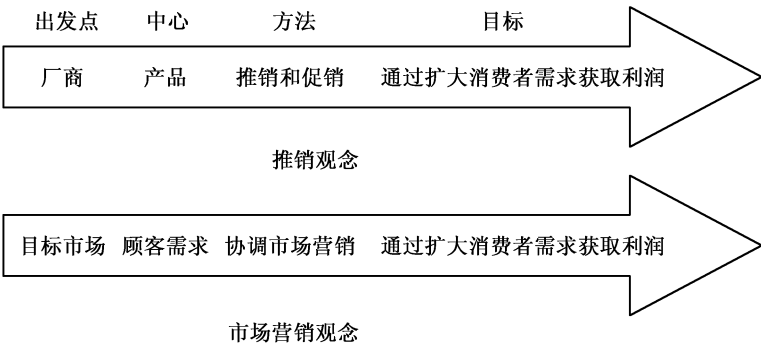 出发点 中心 方法 目标
厂商 产品 推销和促销 通过扩大消费者需求获取利润
推销观念
目标市场 顾客需求 协调市场营销 通过扩大消费者需求获取利润
市场营销观念